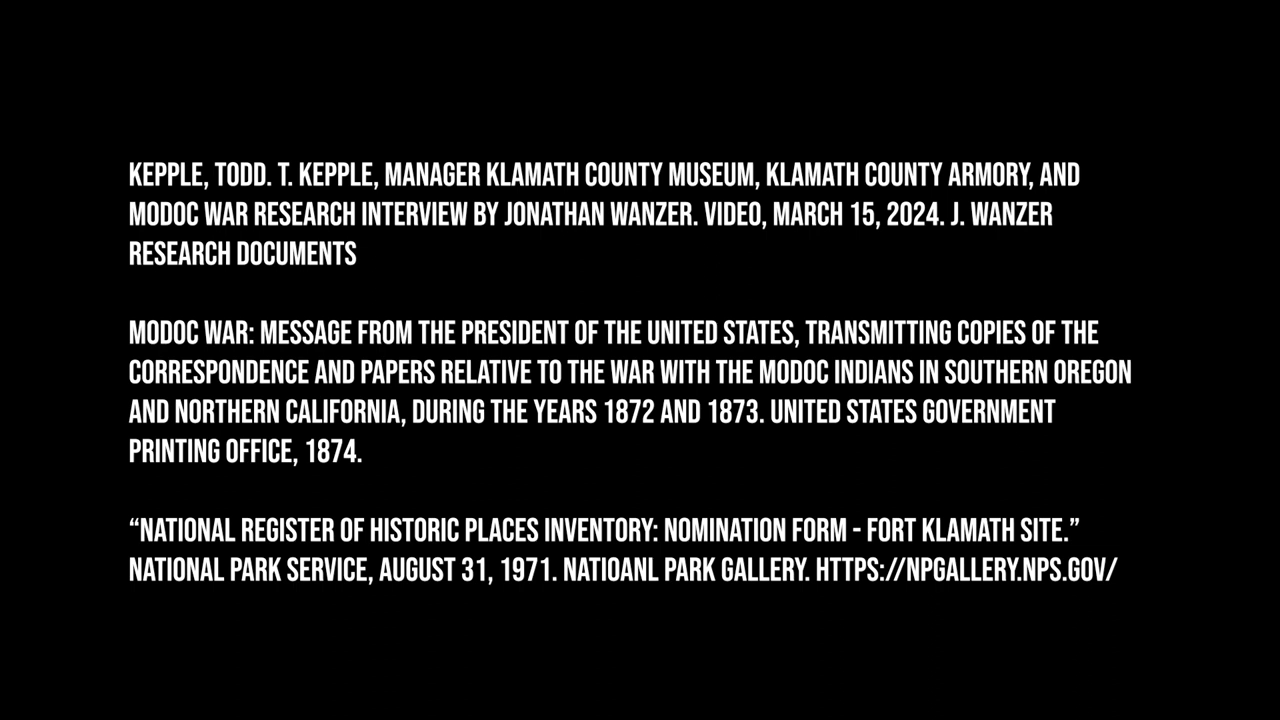 KEPPLE, TODD. T. KEPPLE, MANAGER KLAMATH COUNTY MUSEUM, KLAMATH COUNTY ARMORY, AND
MODOC WAR RESEARCH INTERVIEW BY JONATHAN WANZER. VIDEO, MARCH 15, 2024. J. WANZER
RESEARCH DOCUMENTS
MODOC WAR: MESSAGE FROM THE PRESIDENT OF THE UNITED STATES, TRANSMITTING COPIES OF THE
CORRESPONDENCE AND PAPERS RELATIVE TO THE WAR WITH THE MODOC INDIANS IN SOUTHERN OREGON
AND NORTHERN CALIFORNIA, DURING THE YEARS 1872 AND 1873. UNITED STATES GOVERNMENT
PRINTING OFFICE, 1874.
“NATIONAL REGISTER OF HISTORIC PLACES INVENTORY: NOMINATION FORM - FORT KLAMATH SITE.”
NATIONAL PARK SERVICE, AUGUST 31, 1971. NATIOANL PARK GALLERY. HTTPS://NPGALLERY.NPS.GOV/